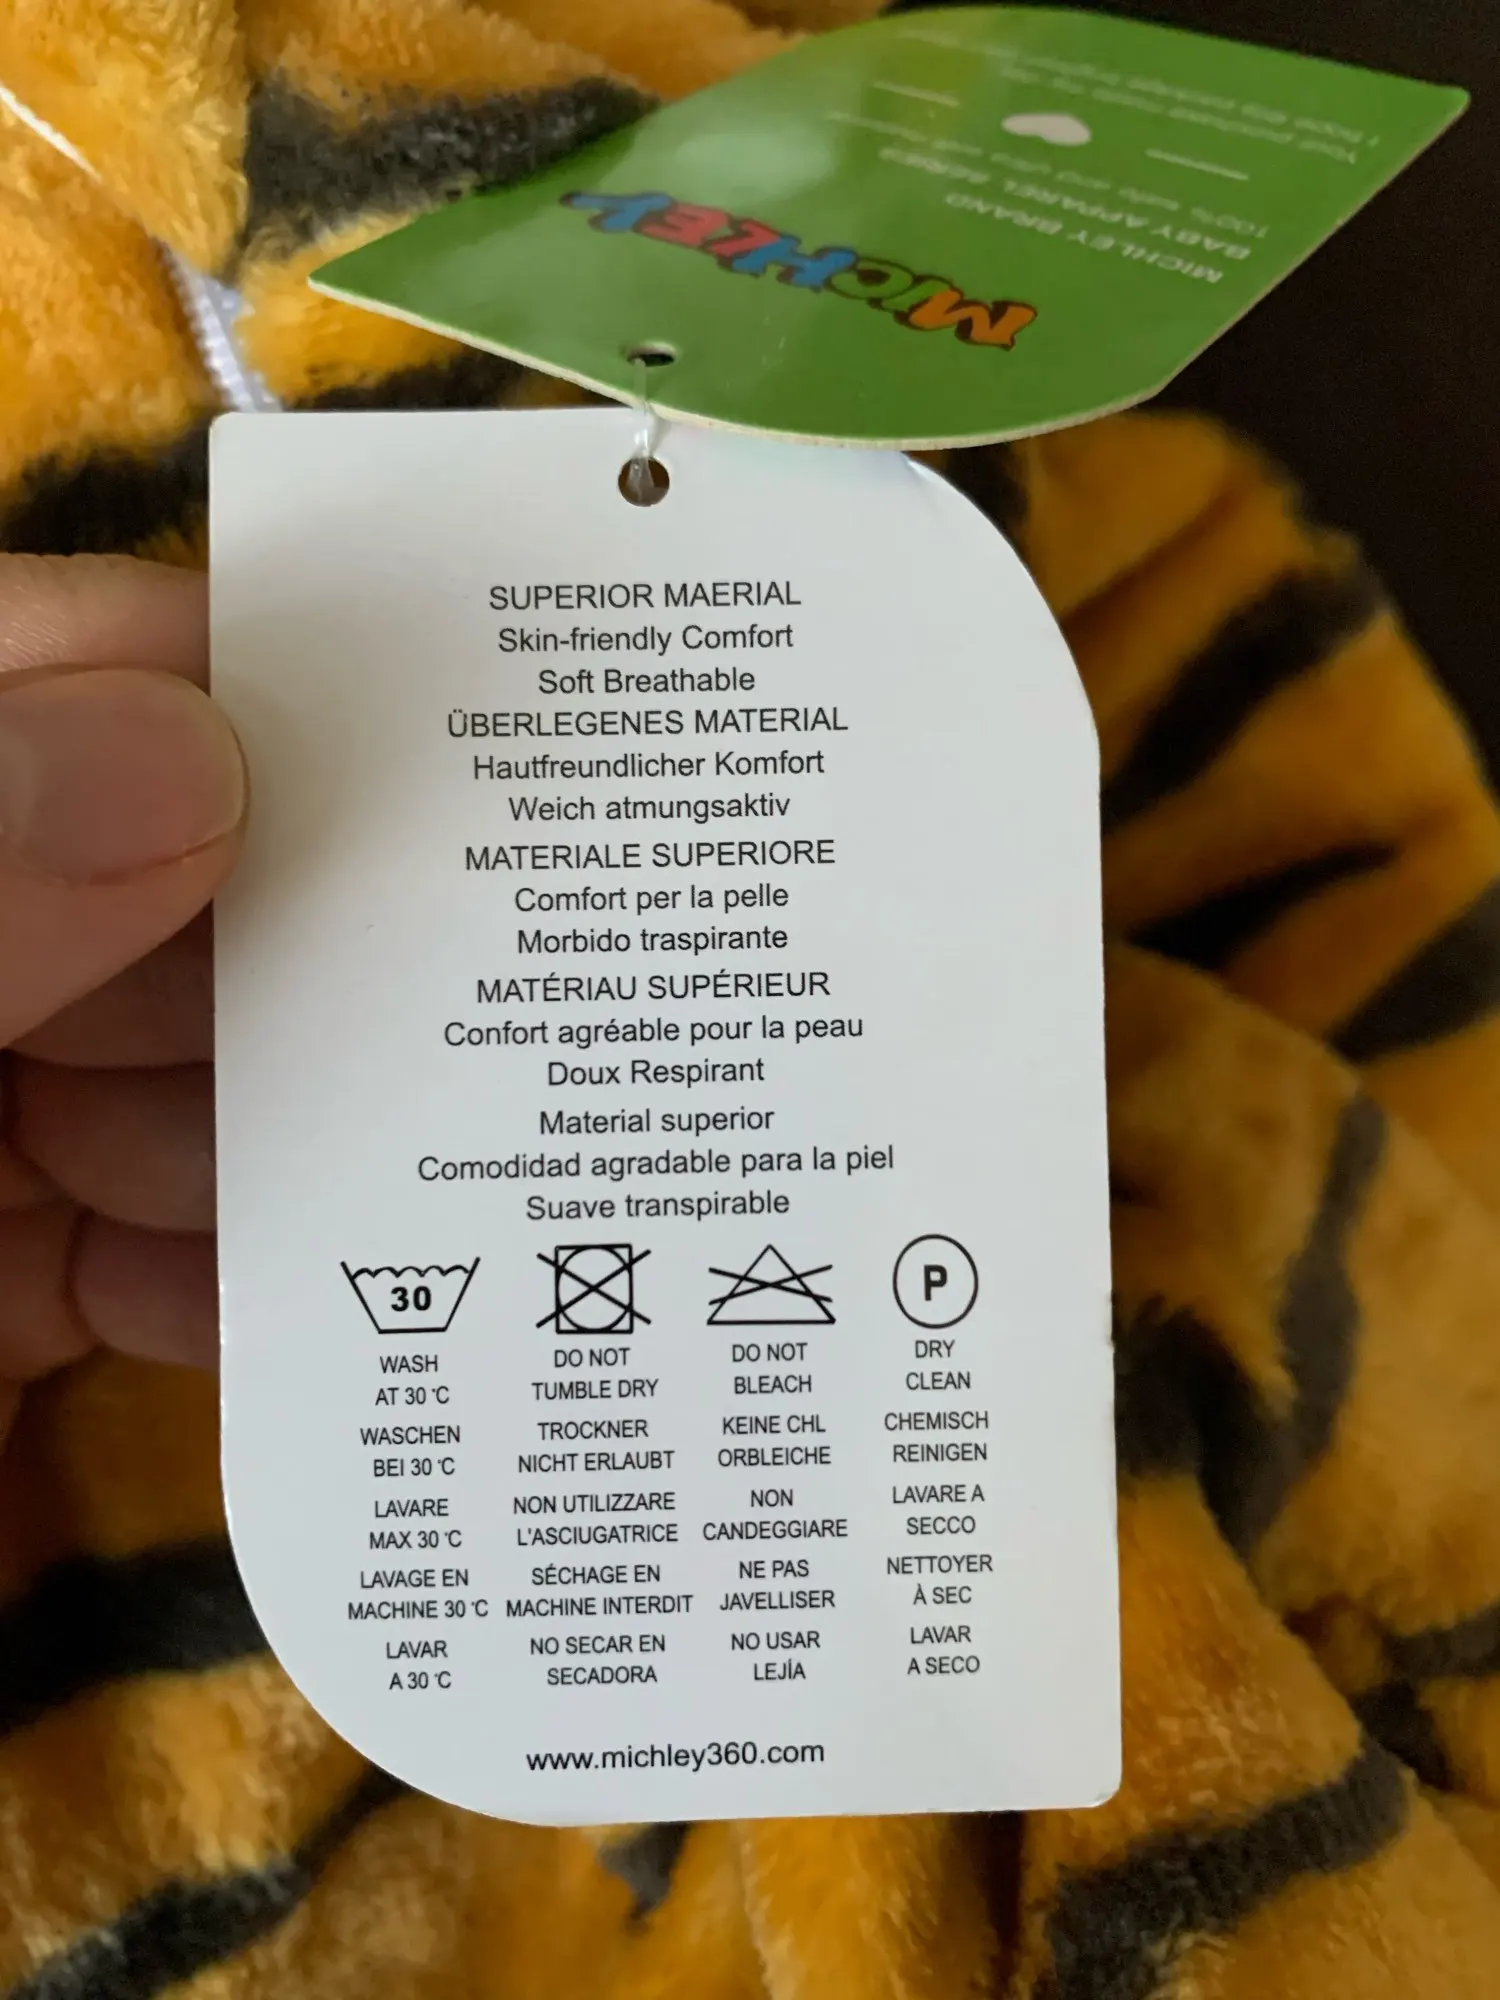 MICHLEY
MICHLEY BRAND
BABY APPAREL SERIES
SUPERIOR MAERIAL
Skin-friendly Comfort
Soft Breathable
ÜBERLEGENES MATERIAL
Hautfreundlicher Komfort
Weich atmungsaktiv
MATERIALE SUPERIORE
Comfort per la pelle
Morbido traspirante
MATÉRIAU SUPÉRIEUR
Confort agréable pour la peau
Doux Respirant
Material superior
Comodidad agradable para la piel
Suave transpirable
30
P
WASH
AT 30 °C
DO NOT
TUMBLE DRY
DO NOT
BLEACH
DRY
CLEAN
WASCHEN
BEI 30 °C
TROCKNER
NICHT ERLAUBT
KEINE CHL
ORBLEICHE
CHEMISCH
REINIGEN
LAVARE
MAX 30 °C
NON UTILIZZARE
L'ASCIUGATRICE
NON
CANDEGGIARE
LAVARE A
SECCO
LAVAGE EN
MACHINE 30 °C
SÉCHAGE EN
MACHINE INTERDIT
NE PAS
JAVELLISER
NETTOYER
À SEC
LAVAR
A 30 °C
NO SECAR EN
SECADORA
NO USAR
LEJÍA
LAVAR
A SECO
www.michley360.com